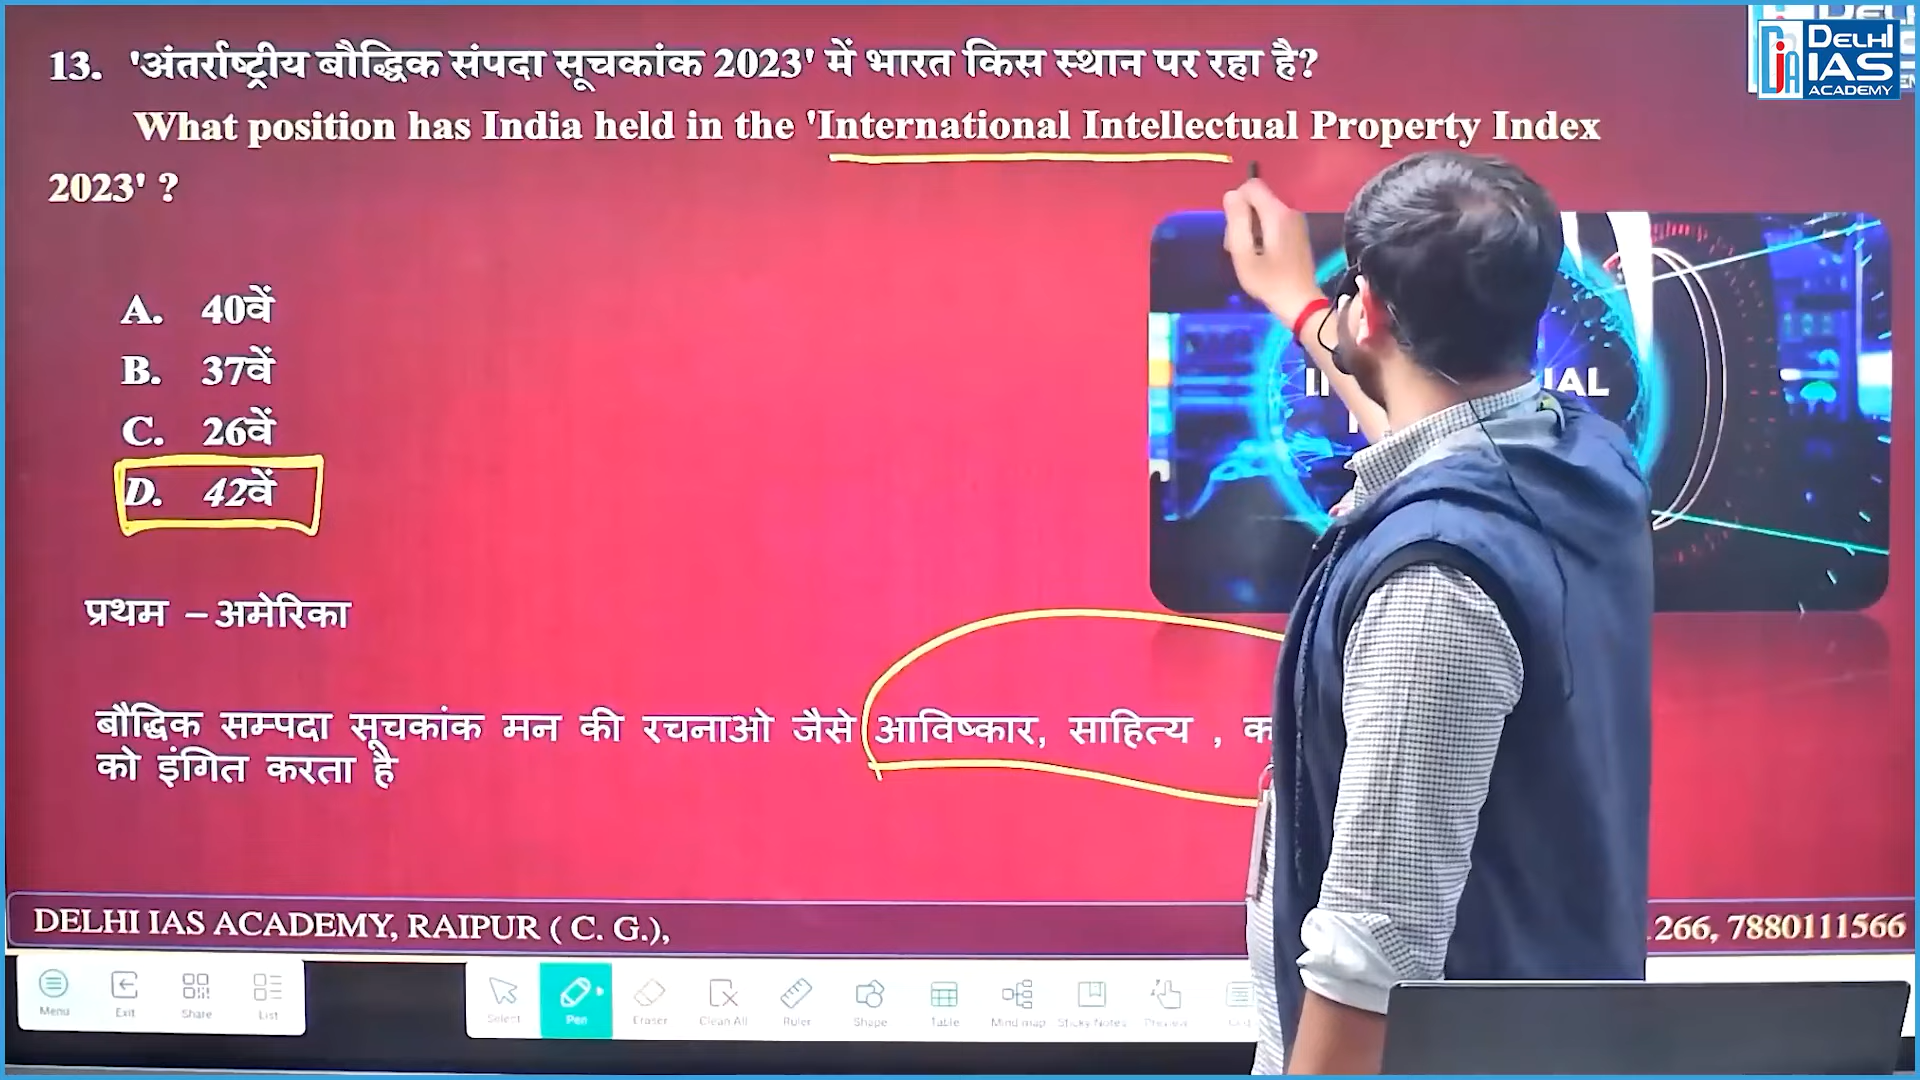 13. 'अंतर्राष्ट्रीय बौद्धिक संपदा सूचकांक 2023' में भारत किस स्थान पर रहा है?
What position has India held in the 'International Intellectual Property Index
2023' ?
A. 40वें
B. 37वें
C. 26वें
D. 42वें
प्रथम – अमेरिका
बौद्धिक सम्पदा सूचकांक मन की रचनाओ जैसे आविष्कार, साहित्य ,
को इंगित करता है
DELHI IAS ACADEMY, RAIPUR ( C. G.),
266, 7880111566
DELHI
IAS
ACADEMY
Menu
Exit
Share
List
Select
Pen
Eraser
Clean All
Ruler
Shape
Table
Mind map
Sticky Notes
Preview